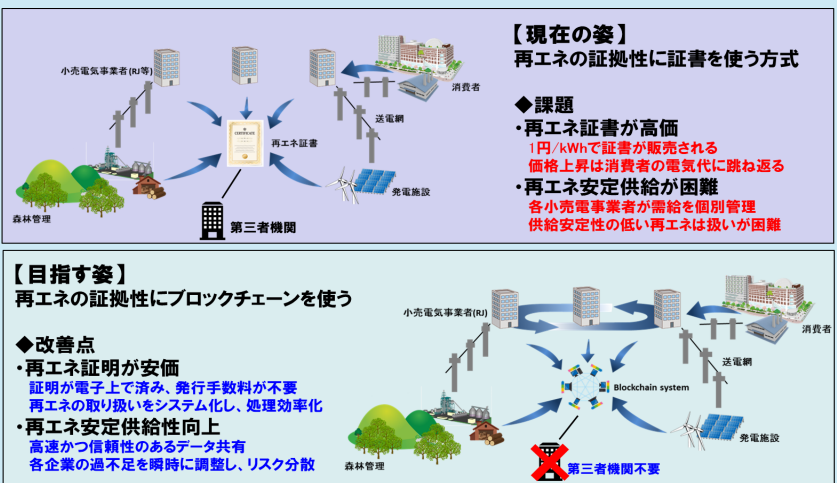 【現在の姿】
再エネの証拠性に証書を使う方式
◆課題
・再エネ証書が高価
1円/kWhで証書が販売される
価格上昇は消費者の電気代に跳ね返る
・再エネ安定供給が困難
各小売電事業者が需給を個別管理
供給安定性の低い再エネは扱いが困難
小売電気事業者(RJ等)
消費者
送電網
CERTIFICATE
再エネ証書
発電施設
森林管理
第三者機関
【目指す姿】
再エネの証拠性にブロックチェーンを使う
◆改善点
・再エネ証明が安価
証明が電子上で済み、発行手数料が不要
再エネの取り扱いをシステム化し、処理効率化
・再エネ安定供給性向上
高速かつ信頼性のあるデータ共有
各企業の過不足を瞬時に調整し、リスク分散
小売電気事業者(RJ)
消費者
送電網
Blockchain system
発電施設
森林管理
第三者機関不要